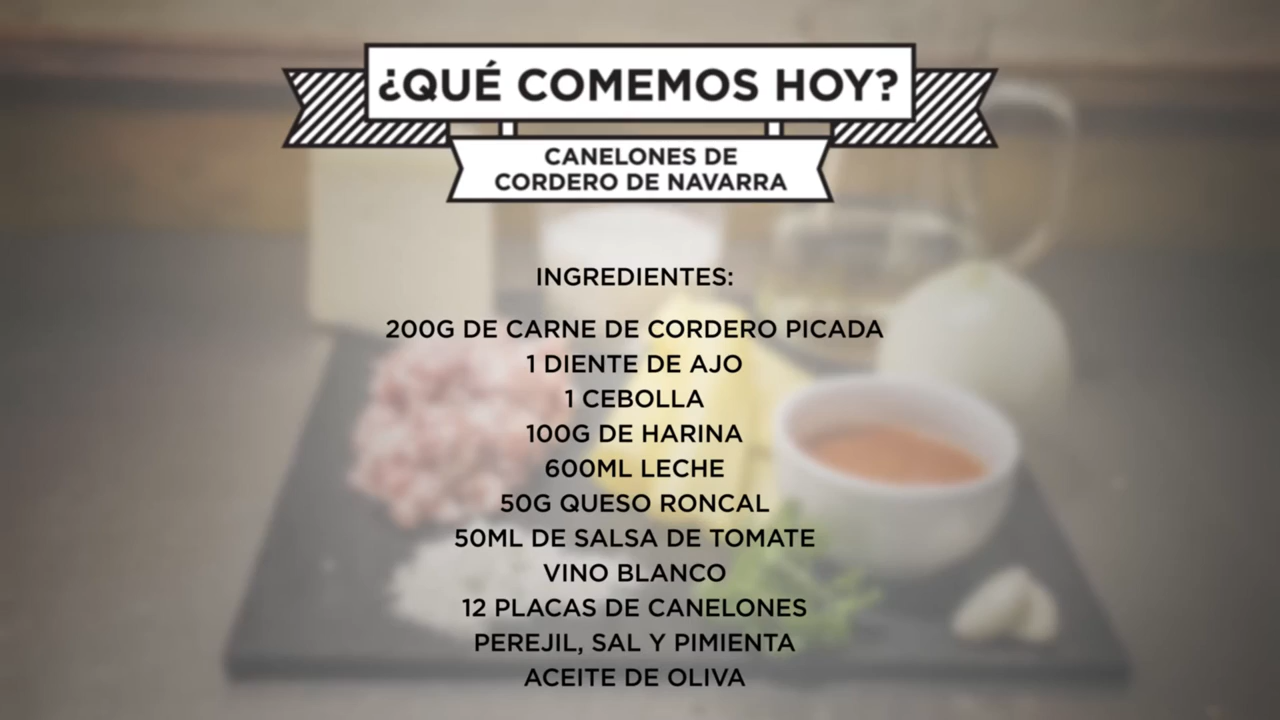 ¿QUÉ COMEMOS HOY?
CANELONES DE
CORDERO DE NAVARRA
INGREDIENTES:
200G DE CARNE DE CORDERO PICADA
1 DIENTE DE AJO
1 CEBOLLA
100G DE HARINA
600ML LECHE
50G QUESO RONCAL
50ML DE SALSA DE TOMATE
VINO BLANCO
12 PLACAS DE CANELONES
PEREJIL, SAL Y PIMIENTA
ACEITE DE OLIVA